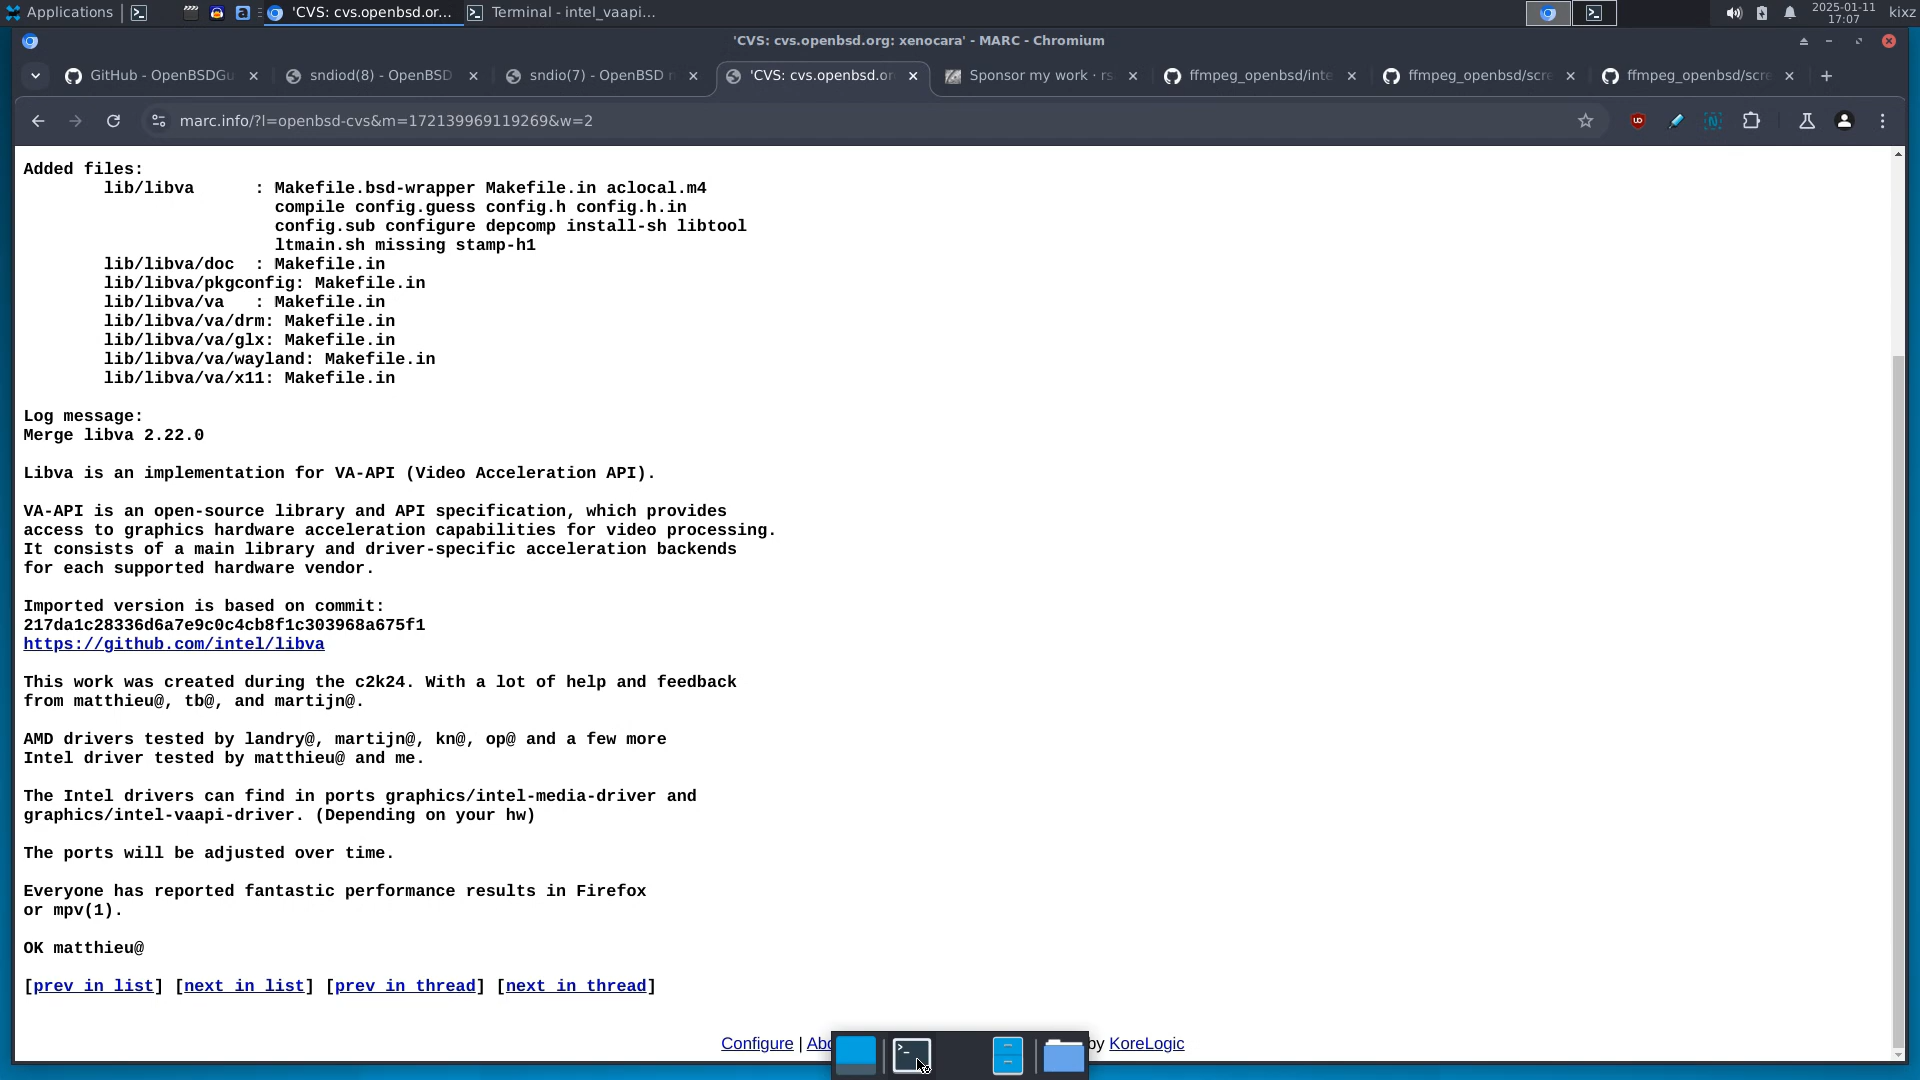 Applications
'CVS: cvs.openbsd.or...
Terminal - intel_vaapi...
2025-01-11
17:07
kixz
'CVS: cvs.openbsd.org: xenocara' - MARC - Chromium
GitHub - OpenBSDGu
sndiod(8) - OpenBSD
sndio(7) - OpenBSD
'CVS: cvs.openbsd.or
Sponsor my work · rs
ffmpeg_openbsd/inte
ffmpeg_openbsd/scre
ffmpeg_openbsd/scre
marc.info/?l=openbsd-cvs&m=172139969119269&w=2
Added files:
lib/libva : Makefile.bsd-wrapper Makefile.in aclocal.m4
compile config.guess config.h config.h.in
config.sub configure depcomp install-sh libtool
ltmain.sh missing stamp-h1
lib/libva/doc : Makefile.in
lib/libva/pkgconfig: Makefile.in
lib/libva/va : Makefile.in
lib/libva/va/drm: Makefile.in
lib/libva/va/glx: Makefile.in
lib/libva/va/wayland: Makefile.in
lib/libva/va/x11: Makefile.in
Log message:
Merge libva 2.22.0
Libva is an implementation for VA-API (Video Acceleration API).
VA-API is an open-source library and API specification, which provides
access to graphics hardware acceleration capabilities for video processing.
It consists of a main library and driver-specific acceleration backends
for each supported hardware vendor.
Imported version is based on commit:
217da1c28336d6a7e9c0c4cb8f1c303968a675f1
https://github.com/intel/libva
This work was created during the c2k24. With a lot of help and feedback
from matthieu@, tb@, and martijn@.
AMD drivers tested by landry@, martijn@, kn@, op@ and a few more
Intel driver tested by matthieu@ and me.
The Intel drivers can find in ports graphics/intel-media-driver and
graphics/intel-vaapi-driver. (Depending on your hw)
The ports will be adjusted over time.
Everyone has reported fantastic performance results in Firefox
or mpv(1).
OK matthieu@
[prev in list] [next in list] [prev in thread] [next in thread]
Configure | Abo
by KoreLogic